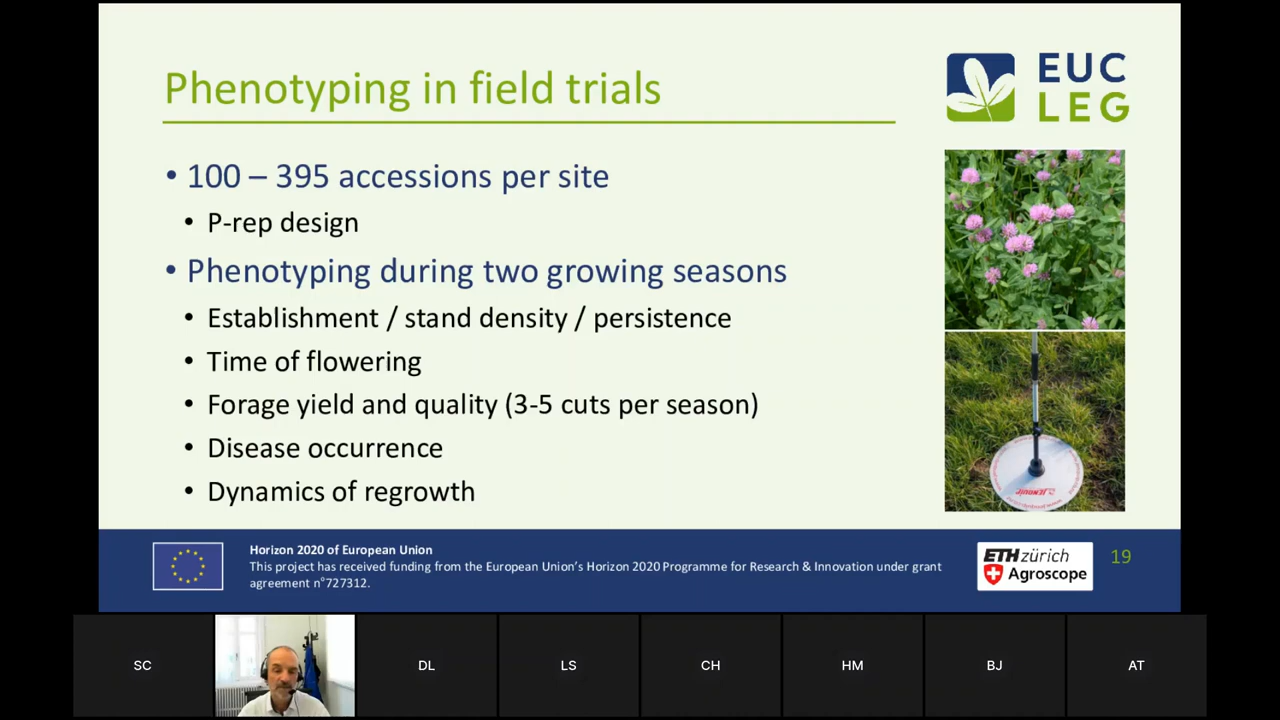 Phenotyping in field trials
EUC
LEG
• 100 – 395 accessions per site
• P-rep design
• Phenotyping during two growing seasons
• Establishment / stand density / persistence
• Time of flowering
• Forage yield and quality (3-5 cuts per season)
• Disease occurrence
• Dynamics of regrowth
JENQUIP
Horizon 2020 of European Union
This project has received funding from the European Union's Horizon 2020 Programme for Research & Innovation under grant
agreement n°727312.
ETH zürich
Agroscope
19
SC
DL
LS
CH
HM
BJ
AT